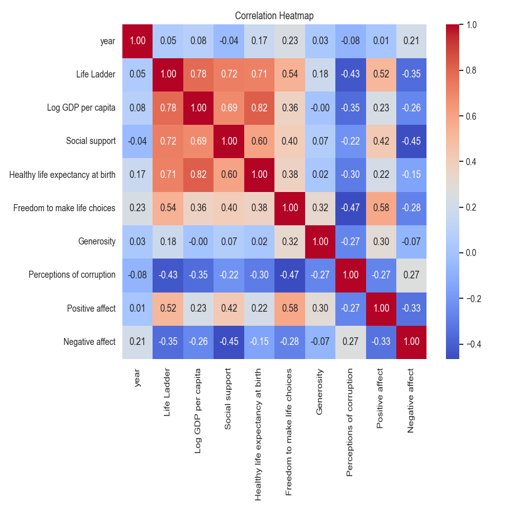 Correlation Heatmap
year 1.00 0.05 0.08 -0.04 0.17 0.23 0.03 -0.08 0.01 0.21
Life Ladder 0.05 1.00 0.78 0.72 0.71 0.54 0.18 -0.43 0.52 -0.35
Log GDP per capita 0.08 0.78 1.00 0.69 0.82 0.36 -0.00 -0.35 0.23 -0.26
Social support -0.04 0.72 0.69 1.00 0.60 0.40 0.07 -0.22 0.42 -0.45
Healthy life expectancy at birth 0.17 0.71 0.82 0.60 1.00 0.38 0.02 -0.30 0.22 -0.15
Freedom to make life choices 0.23 0.54 0.36 0.40 0.38 1.00 0.32 -0.47 0.58 -0.28
Generosity 0.03 0.18 -0.00 0.07 0.02 0.32 1.00 -0.27 0.30 -0.07
Perceptions of corruption -0.08 -0.43 -0.35 -0.22 -0.30 -0.47 -0.27 1.00 -0.27 0.27
Positive affect 0.01 0.52 0.23 0.42 0.22 0.58 0.30 -0.27 1.00 -0.33
Negative affect 0.21 -0.35 -0.26 -0.45 -0.15 -0.28 -0.07 0.27 -0.33 1.00
year
Life Ladder
Log GDP per capita
Social support
Healthy life expectancy at birth
Freedom to make life choices
Generosity
Perceptions of corruption
Positive affect
Negative affect
1.0
0.8
0.6
0.4
0.2
0.0
−0.2
−0.4